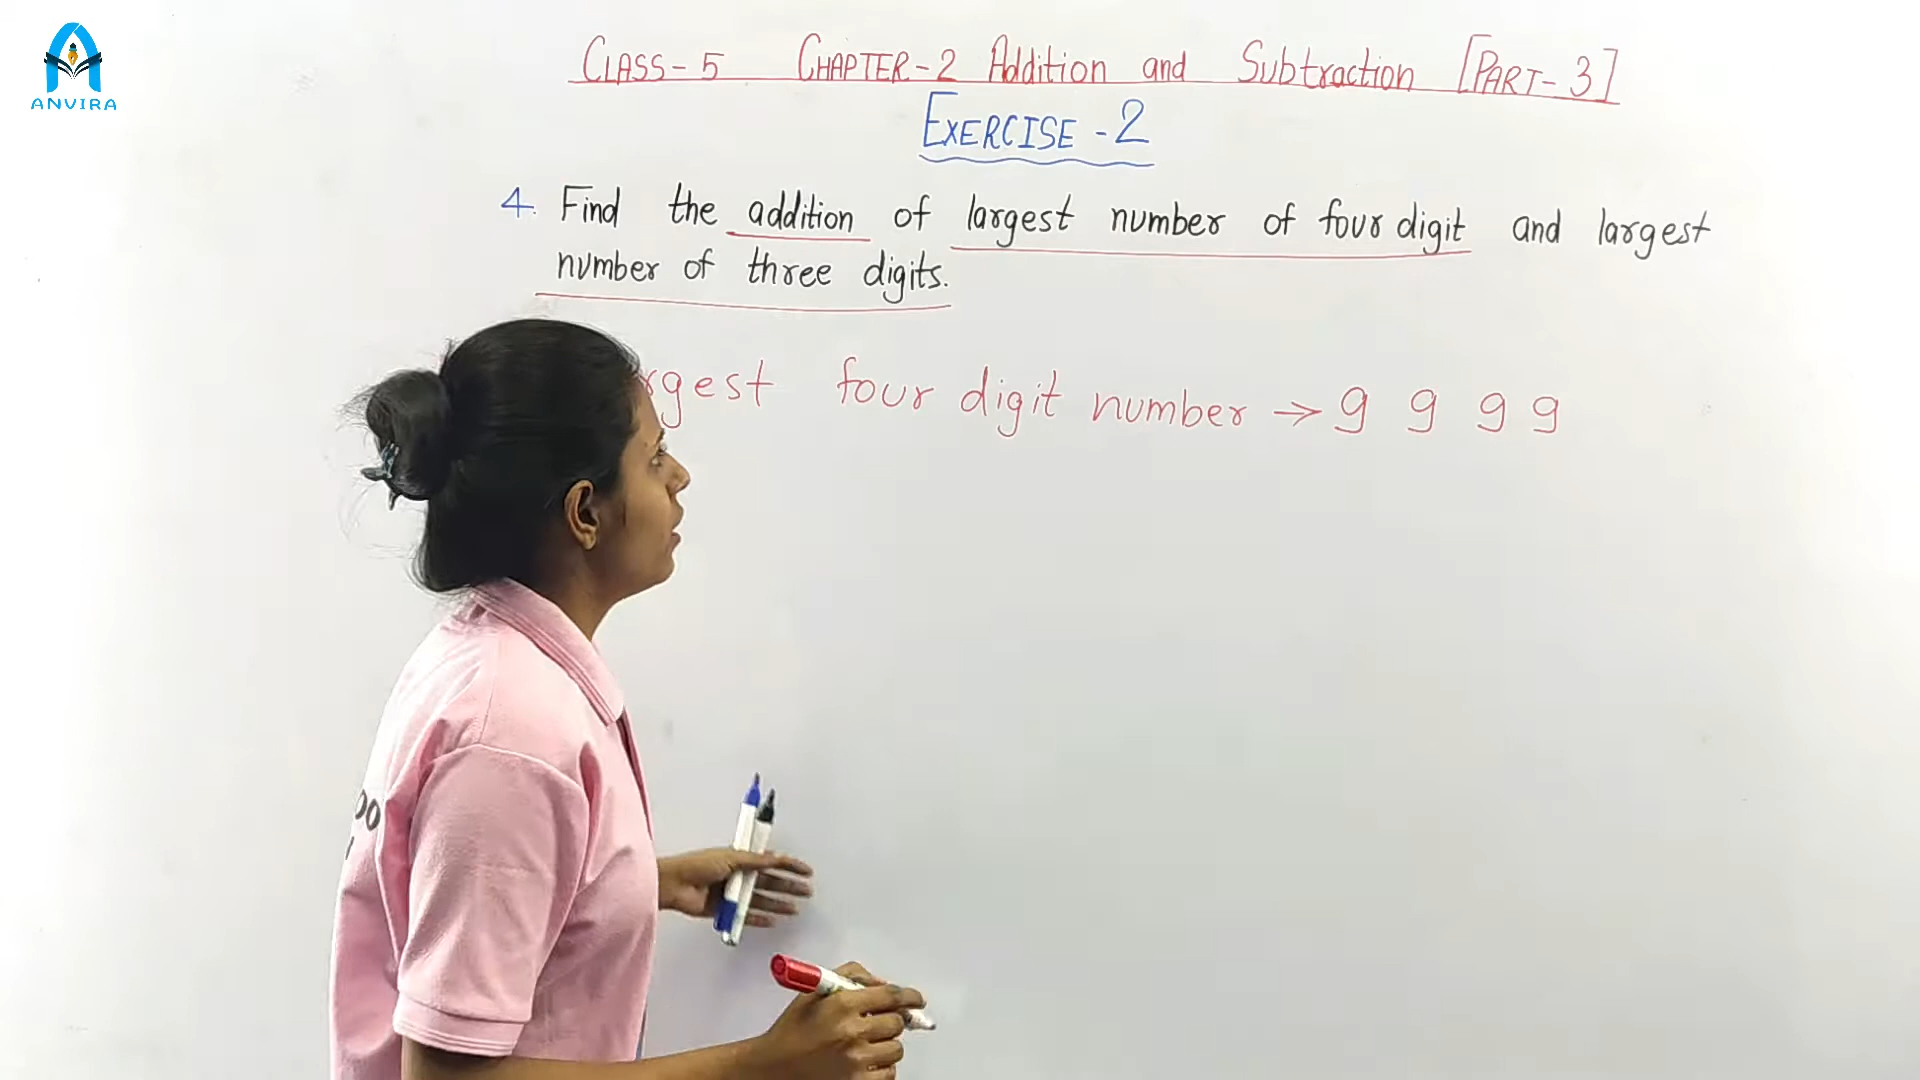 ANVIRA
CLASS-5 CHAPTER-2 Addition and Subtraction [PART-3]
EXERCISE-2
4. Find the addition of largest number of four digit and largest
number of three digits.
rgest four digit number → 9 9 9 9